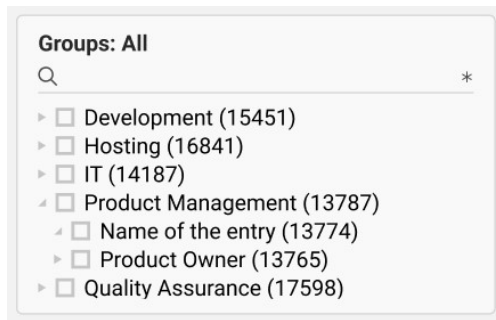 Groups: All
*
Development (15451)
Hosting (16841)
IT (14187)
Product Management (13787)
Name of the entry (13774)
Product Owner (13765)
Quality Assurance (17598)